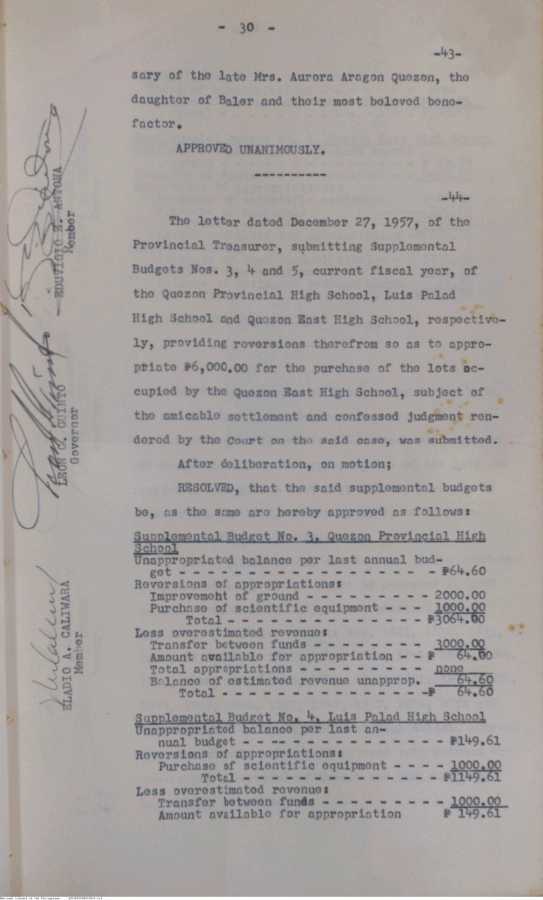 - 30 -
-43-
sary of the late Mrs. Aurora Aragon Quezon, the
daughter of Baler and their most beloved bene-
factor.
APPROVED UNANIMOUSLY.
----------
-44-
The letter dated December 27, 1957, of the
Provincial Treasurer, submitting Supplemental
Budgets Nos. 3, 4 and 5, current fiscal year, of
the Quezon Provincial High School, Luis Palad
High School and Quezon East High School, respective-
ly, providing reversions therefrom so as to appro-
priate ₱6,000.00 for the purchase of the lots oc-
cupied by the Quezon East High School, subject of
the amicable settlement and confessed judgment ren-
dered by the Court on the said case, was submitted.
After deliberation, on motion;
RESOLVED, that the said supplemental budgets
be, as the same are hereby approved as follows:
Supplemental Budget No. 3, Quezon Provincial High
School
Unappropriated balance per last annual bud-
get - - - - - - - - - - - - - - - - - ₱64.60
Reversions of appropriations:
Improvement of ground - - - - - - - - - 2000.00
Purchase of scientific equipment - - - 1000.00
Total - - - - - - - - - - - - - - ₱3064.00
Less overestimated revenue:
Transfer between funds - - - - - - - - 3000.00
Amount available for appropriation - - ₱ 64.00
Total appropriations - - - - - - - - - none
Balance of estimated revenue unapprop. 64.60
Total - - - - - - - - - - - - - - -₱ 64.60
Supplemental Budget No. 4, Luis Palad High School
Unappropriated balance per last an-
nual budget - - - - - - - - - - - - - - ₱149.61
Reversions of appropriations:
Purchase of scientific equipment - - - - 1000.00
Total - - - - - - - - - - - - - - ₱1149.61
Less overestimated revenue:
Transfer between funds - - - - - - - - - 1000.00
Amount available for appropriation ₱ 149.61
EDUVIGIO R. ANTONA
Member
LEON G. GUINTO
Governor
ELADIO A. CALIWARA
Member